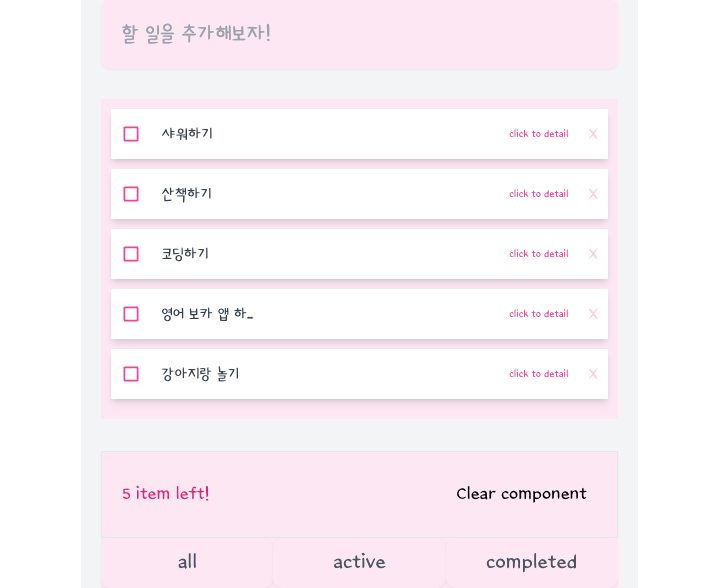 할 일을 추가해보자!
샤워하기 click to detail X
산책하기 click to detail X
코딩하기 click to detail X
영어 보카 앱 하... click to detail X
강아지랑 놀기 click to detail X
5 item left! Clear component
all active completed